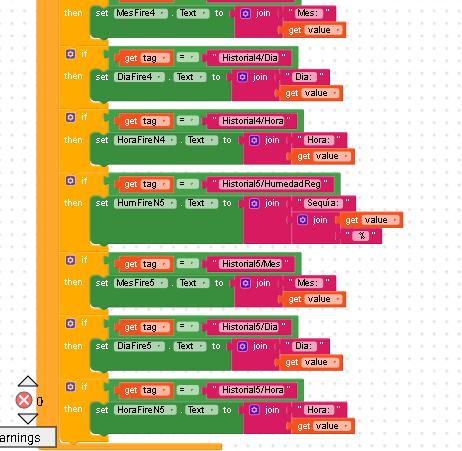 then set MesFire4 . Text to join " Mes: "
get value
if get tag = " Historial4/Dia "
then set DiaFire4 . Text to join " Dia: "
get value
if get tag = " Historial4/Hora "
then set HoraFireN4 . Text to join " Hora: "
get value
if get tag = " Historial5/HumedadReg "
then set HumFireN5 . Text to join " Sequia: "
join get value
" % "
if get tag = " Historial5/Mes "
then set MesFire5 . Text to join " Mes: "
get value
if get tag = " Historial5/Dia "
then set DiaFire5 . Text to join " Dia: "
get value
if get tag = " Historial5/Hora "
then set HoraFireN5 . Text to join " Hora: "
get value
0
arnings